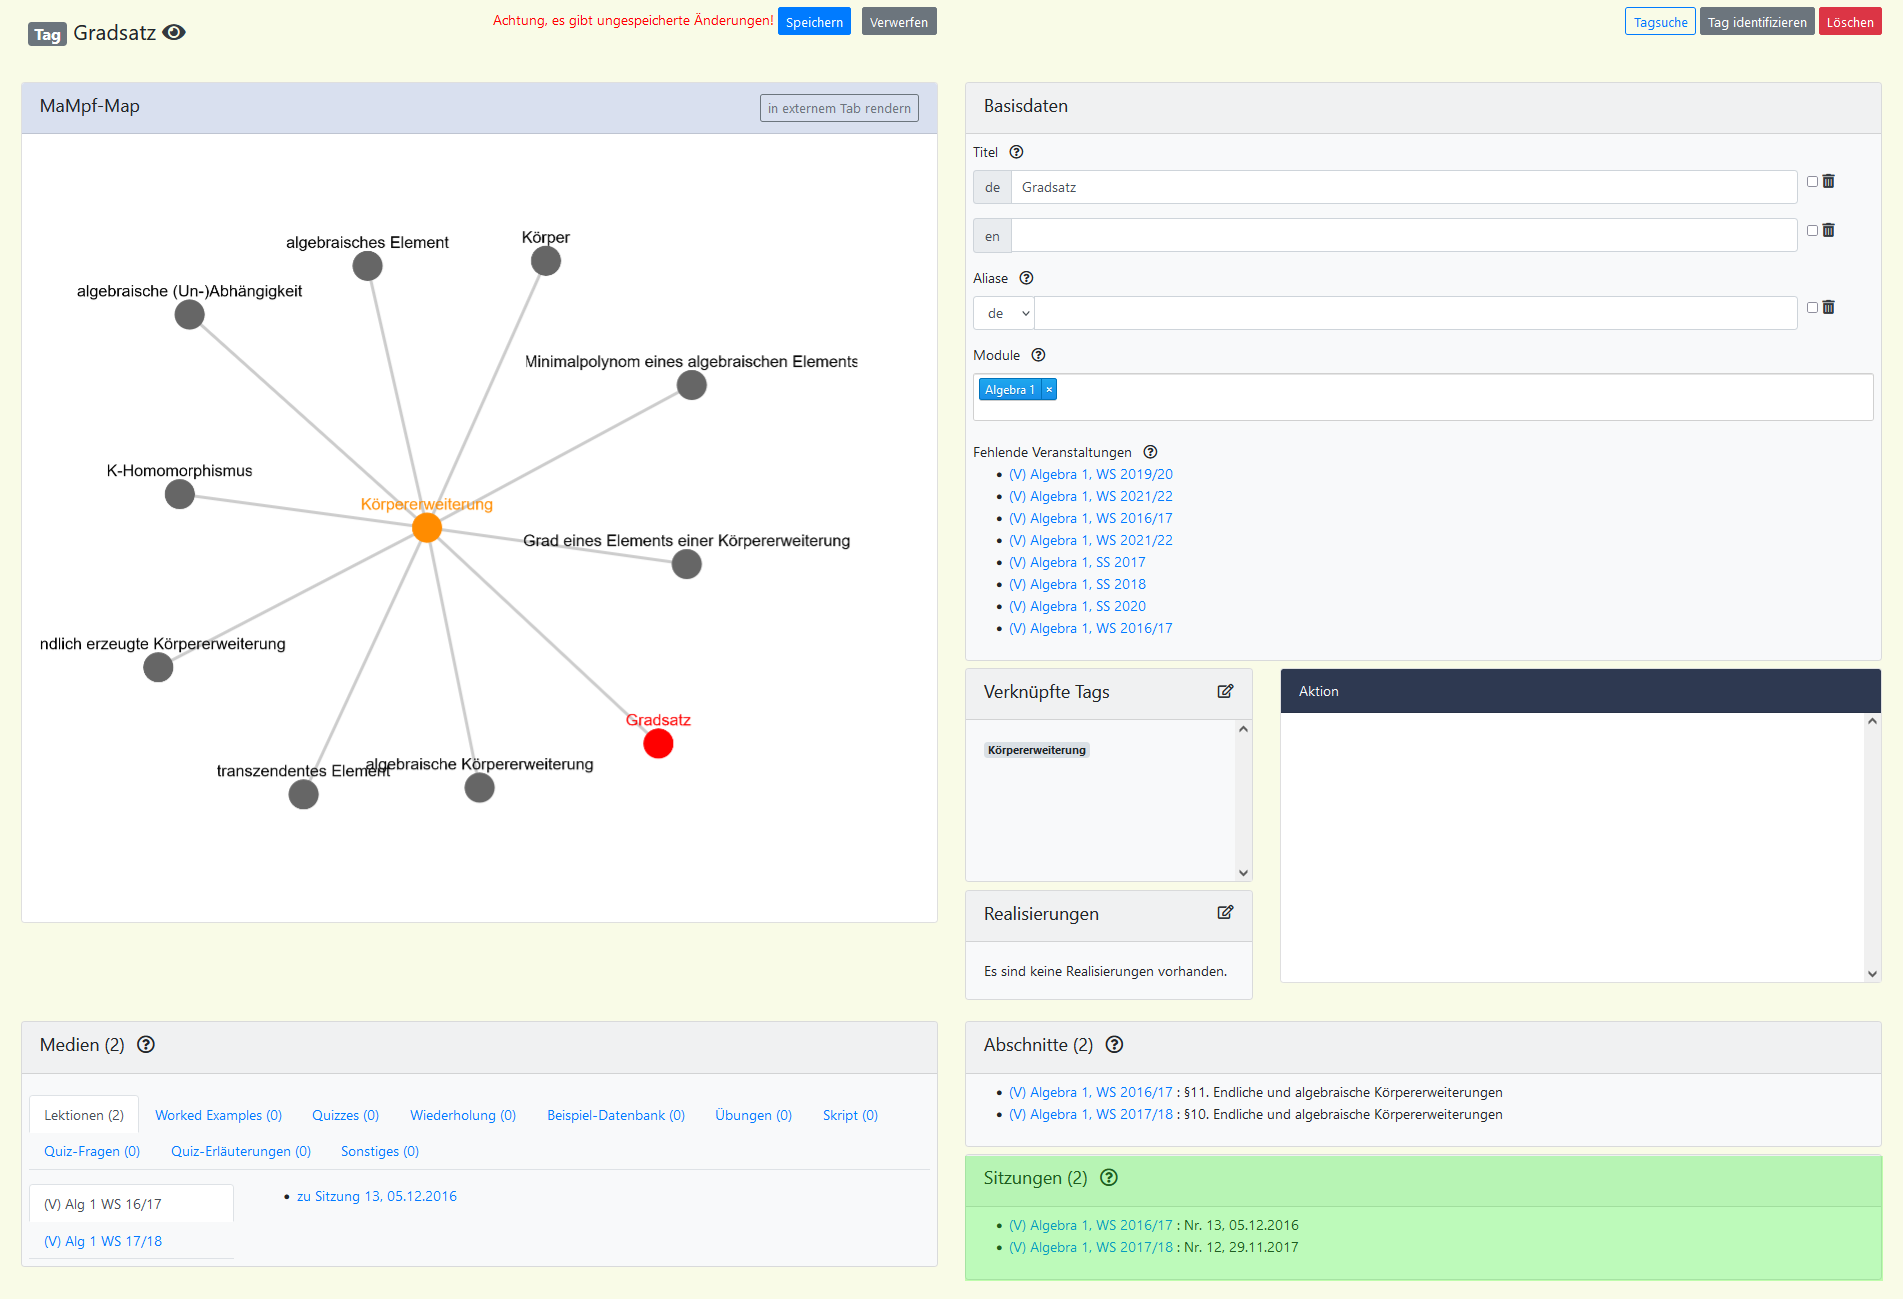 Tag Gradsatz
Achtung, es gibt ungespeicherte Änderungen! Speichern Verwerfen
Tagsuche Tag identifizieren Löschen
MaMpf-Map
in externem Tab rendern
algebraisches Element
Körper
algebraische (Un-)Abhängigkeit
Minimalpolynom eines algebraischen Elements
K-Homomorphismus
Körpererweiterung
Grad eines Elements einer Körpererweiterung
ndlich erzeugte Körpererweiterung
Gradsatz
transzendentes Element
algebraische Körpererweiterung
Basisdaten
Titel
de Gradsatz
en
Aliase
de
Module
Algebra 1 ×
Fehlende Veranstaltungen
(V) Algebra 1, WS 2019/20
(V) Algebra 1, WS 2021/22
(V) Algebra 1, WS 2016/17
(V) Algebra 1, WS 2021/22
(V) Algebra 1, SS 2017
(V) Algebra 1, SS 2018
(V) Algebra 1, SS 2020
(V) Algebra 1, WS 2016/17
Verknüpfte Tags
Körpererweiterung
Aktion
Realisierungen
Es sind keine Realisierungen vorhanden.
Medien (2)
Lektionen (2) Worked Examples (0) Quizzes (0) Wiederholung (0) Beispiel-Datenbank (0) Übungen (0) Skript (0)
Quiz-Fragen (0) Quiz-Erläuterungen (0) Sonstiges (0)
(V) Alg 1 WS 16/17
(V) Alg 1 WS 17/18
zu Sitzung 13, 05.12.2016
Abschnitte (2)
(V) Algebra 1, WS 2016/17 : §11. Endliche und algebraische Körpererweiterungen
(V) Algebra 1, WS 2017/18 : §10. Endliche und algebraische Körpererweiterungen
Sitzungen (2)
(V) Algebra 1, WS 2016/17 : Nr. 13, 05.12.2016
(V) Algebra 1, WS 2017/18 : Nr. 12, 29.11.2017